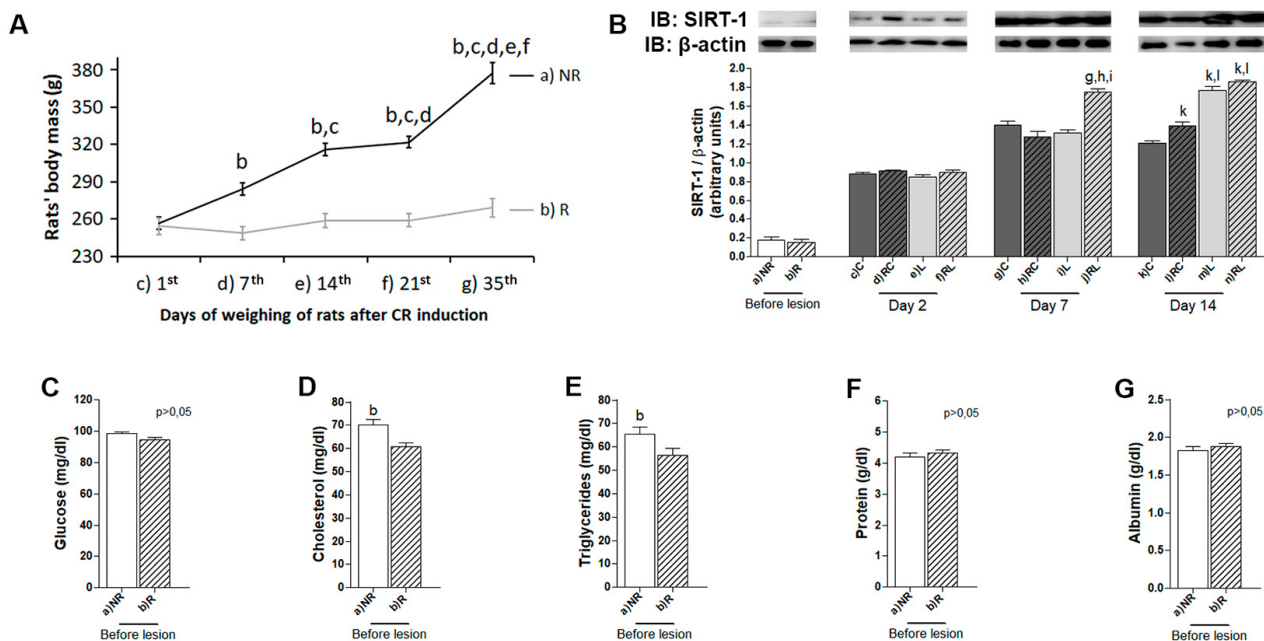 A
Rats' body mass (g)
380
350
320
290
260
230
b
b,c
b,c,d
b,c,d,e,f
a) NR
b) R
c) 1st
d) 7th
e) 14th
f) 21st
g) 35th
Days of weighing of rats after CR induction
B
IB: SIRT-1
IB: β-actin
SIRT-1 / β-actin
(arbitrary units)
2.0
1.8
1.6
1.4
1.2
1.0
0.8
0.6
0.4
0.2
0.0
g,h,i
k
k,l
k,l
a)NR
b)R
c)C
d)RC
e)L
f)RL
g)C
h)RC
i)L
j)RL
k)C
l)RC
m)L
n)RL
Before lesion
Day 2
Day 7
Day 14
C
Glucose (mg/dl)
120
100
80
60
40
20
0
p>0,05
a)NR
b)R
Before lesion
D
Cholesterol (mg/dl)
80
70
60
50
40
30
20
10
0
b
a)NR
b)R
Before lesion
E
Triglycerides (mg/dl)
80
70
60
50
40
30
20
10
0
b
a)NR
b)R
Before lesion
F
Protein (g/dl)
6
5
4
3
2
1
0
p>0,05
a)NR
b)R
Before lesion
G
Albumin (g/dl)
2.5
2.0
1.5
1.0
0.5
0.0
p>0,05
a)NR
b)R
Before lesion